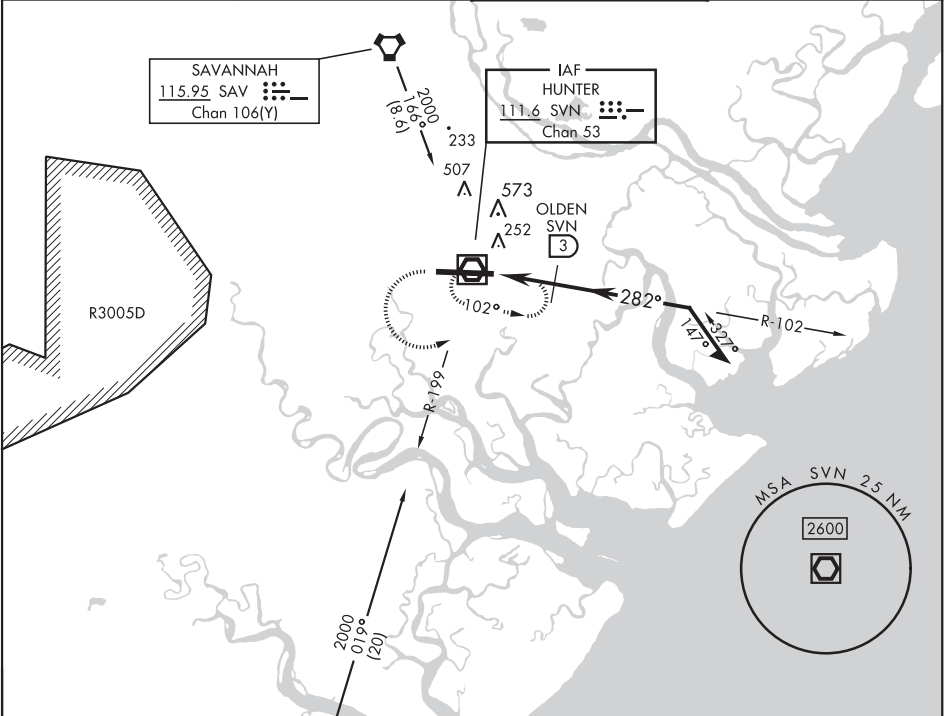 SAVANNAH
115.95 SAV
Chan 106(Y)
IAF
HUNTER
111.6 SVN
Chan 53
2000
166°
(8.6)
233
507
573
252
OLDEN
SVN
3
R3005D
102°
282°
R-102
147°
327°
R-199
MSA SVN 25 NM
2600
2000
019°
(20)